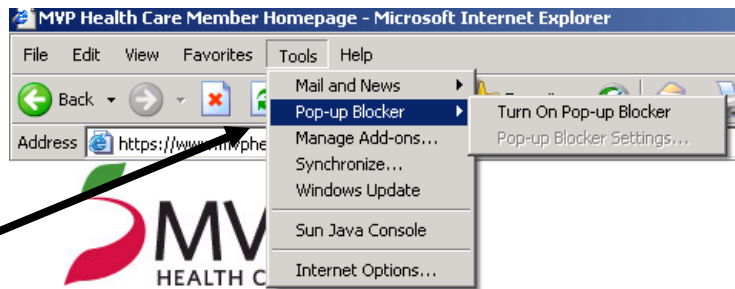 MVP Health Care Member Homepage - Microsoft Internet Explorer
File Edit View Favorites Tools Help
Back
Mail and News
Pop-up Blocker
Turn On Pop-up Blocker
Address https://www.mvphe
Manage Add-ons...
Pop-up Blocker Settings...
Synchronize...
Windows Update
MV
Sun Java Console
HEALTH C
Internet Options...